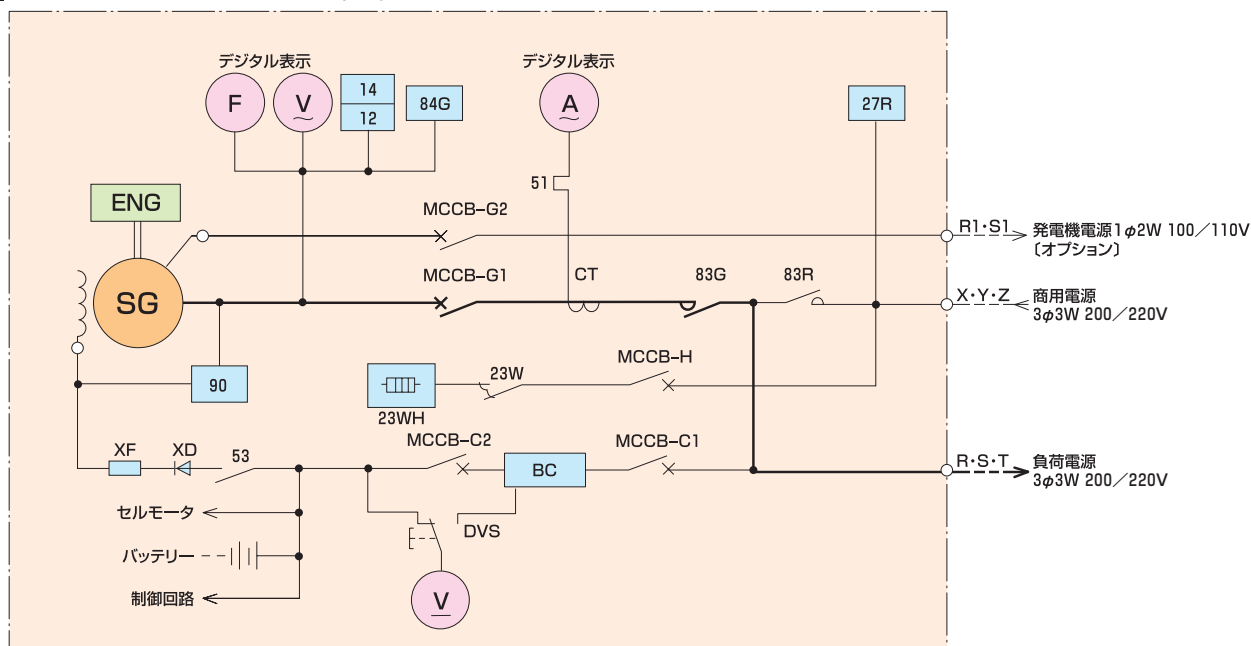 デジタル表示
デジタル表示
F
V
14
12
84G
A
27R
51
ENG
MCCB-G2
R1・S1
発電機電源1φ2W 100／110V
〔オプション〕
SG
MCCB-G1
CT
83G
83R
X・Y・Z
商用電源
3φ3W 200／220V
90
23WH
23W
MCCB-H
XF
XD
53
MCCB-C2
BC
MCCB-C1
R・S・T
負荷電源
3φ3W 200／220V
セルモータ
DVS
バッテリー
制御回路
V